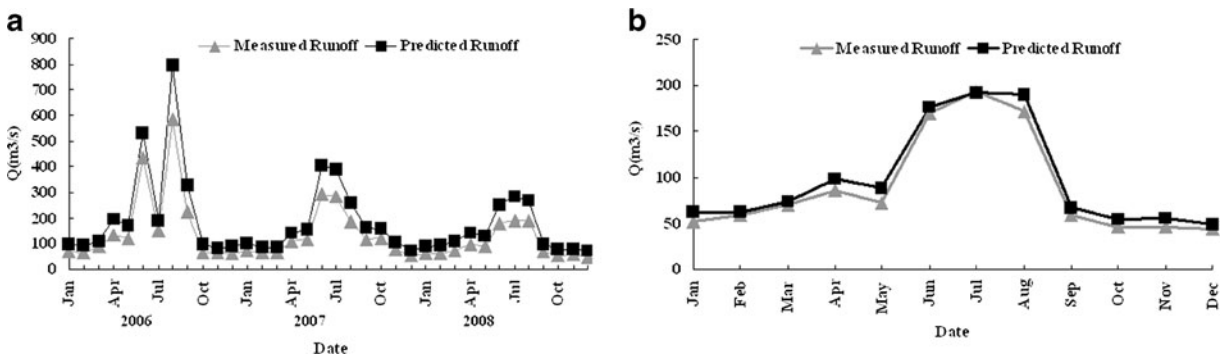 a
Measured Runoff Predicted Runoff
900
800
700
600
500
400
300
200
100
0
Q(m3/s)
Jan Apr Jul Oct Jan Apr Jul Oct Jan Apr Jul Oct
2006 2007 2008
Date
b
Measured Runoff Predicted Runoff
250
200
150
100
50
0
Q(m3/s)
Jan Feb Mar Apr May Jun Jul Aug Sep Oct Nov Dec
Date